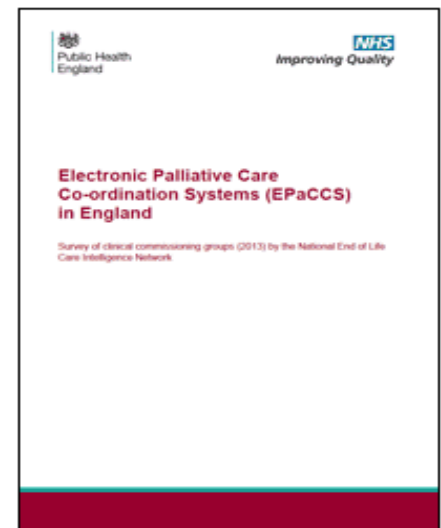 Public Health
England
NHS
Improving Quality
Electronic Palliative Care
Co-ordination Systems (EPaCCS)
in England
Survey of clinical commissioning groups (2013) by the National End of Life
Care Intelligence Network